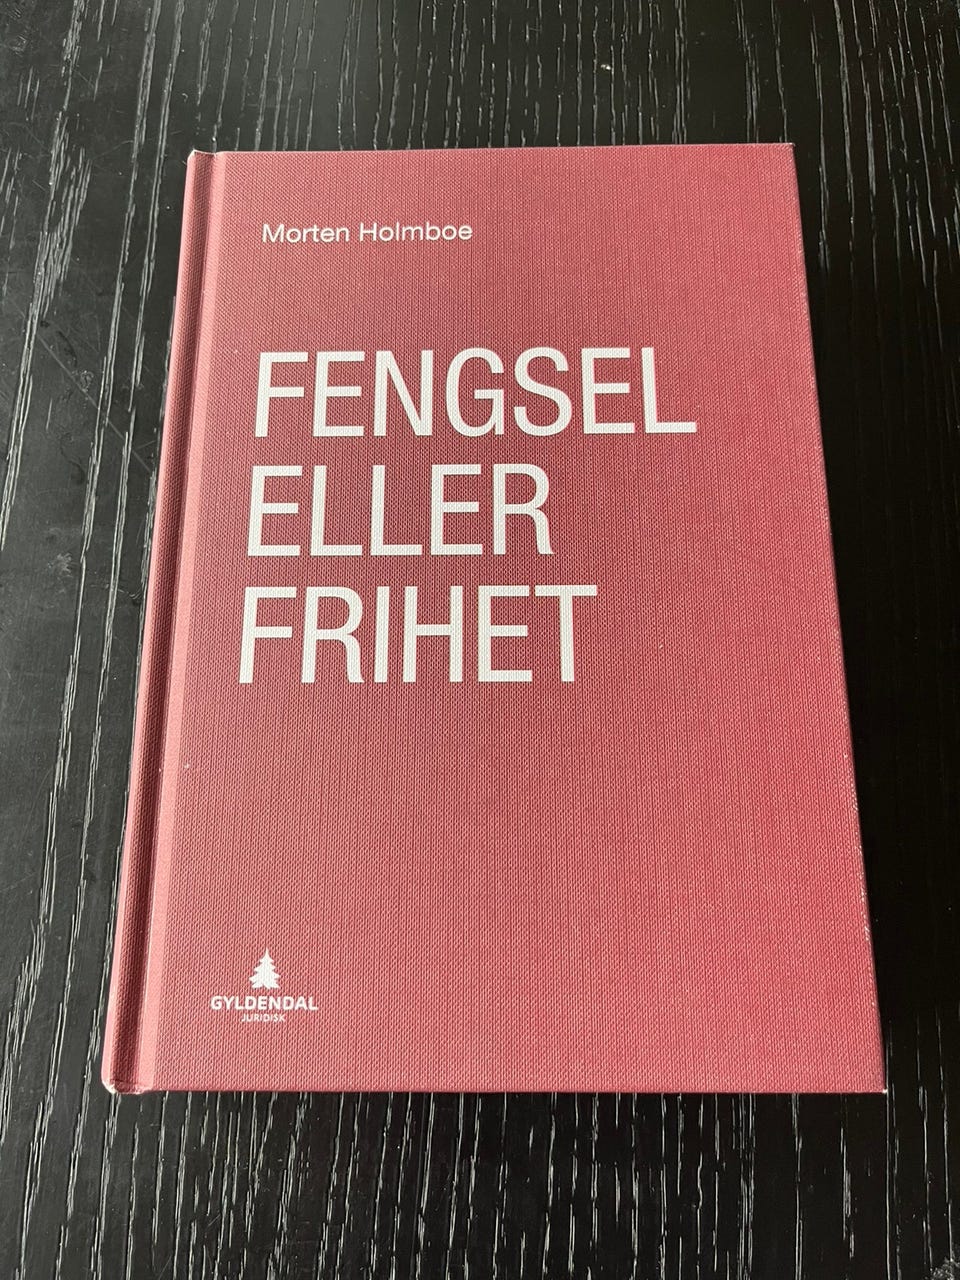 Morten Holmboe
FENGSEL
ELLER
FRIHET
GYLDENDAL
JURIDISK